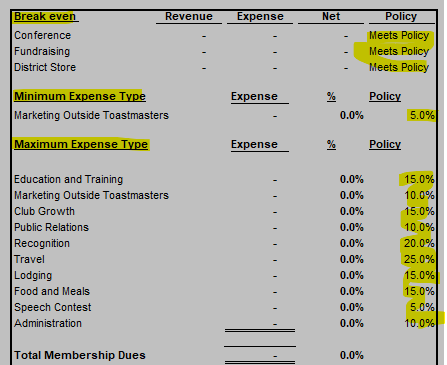 Break even Revenue Expense Net Policy
Conference - - - Meets Policy
Fundraising - - - Meets Policy
District Store - - - Meets Policy
Minimum Expense Type Expense % Policy
Marketing Outside Toastmasters - 0.0% 5.0%
Maximum Expense Type Expense % Policy
Education and Training - 0.0% 15.0%
Marketing Outside Toastmasters - 0.0% 10.0%
Club Growth - 0.0% 15.0%
Public Relations - 0.0% 10.0%
Recognition - 0.0% 20.0%
Travel - 0.0% 25.0%
Lodging - 0.0% 15.0%
Food and Meals - 0.0% 15.0%
Speech Contest - 0.0% 5.0%
Administration - 0.0% 10.0%
Total Membership Dues - 0.0%